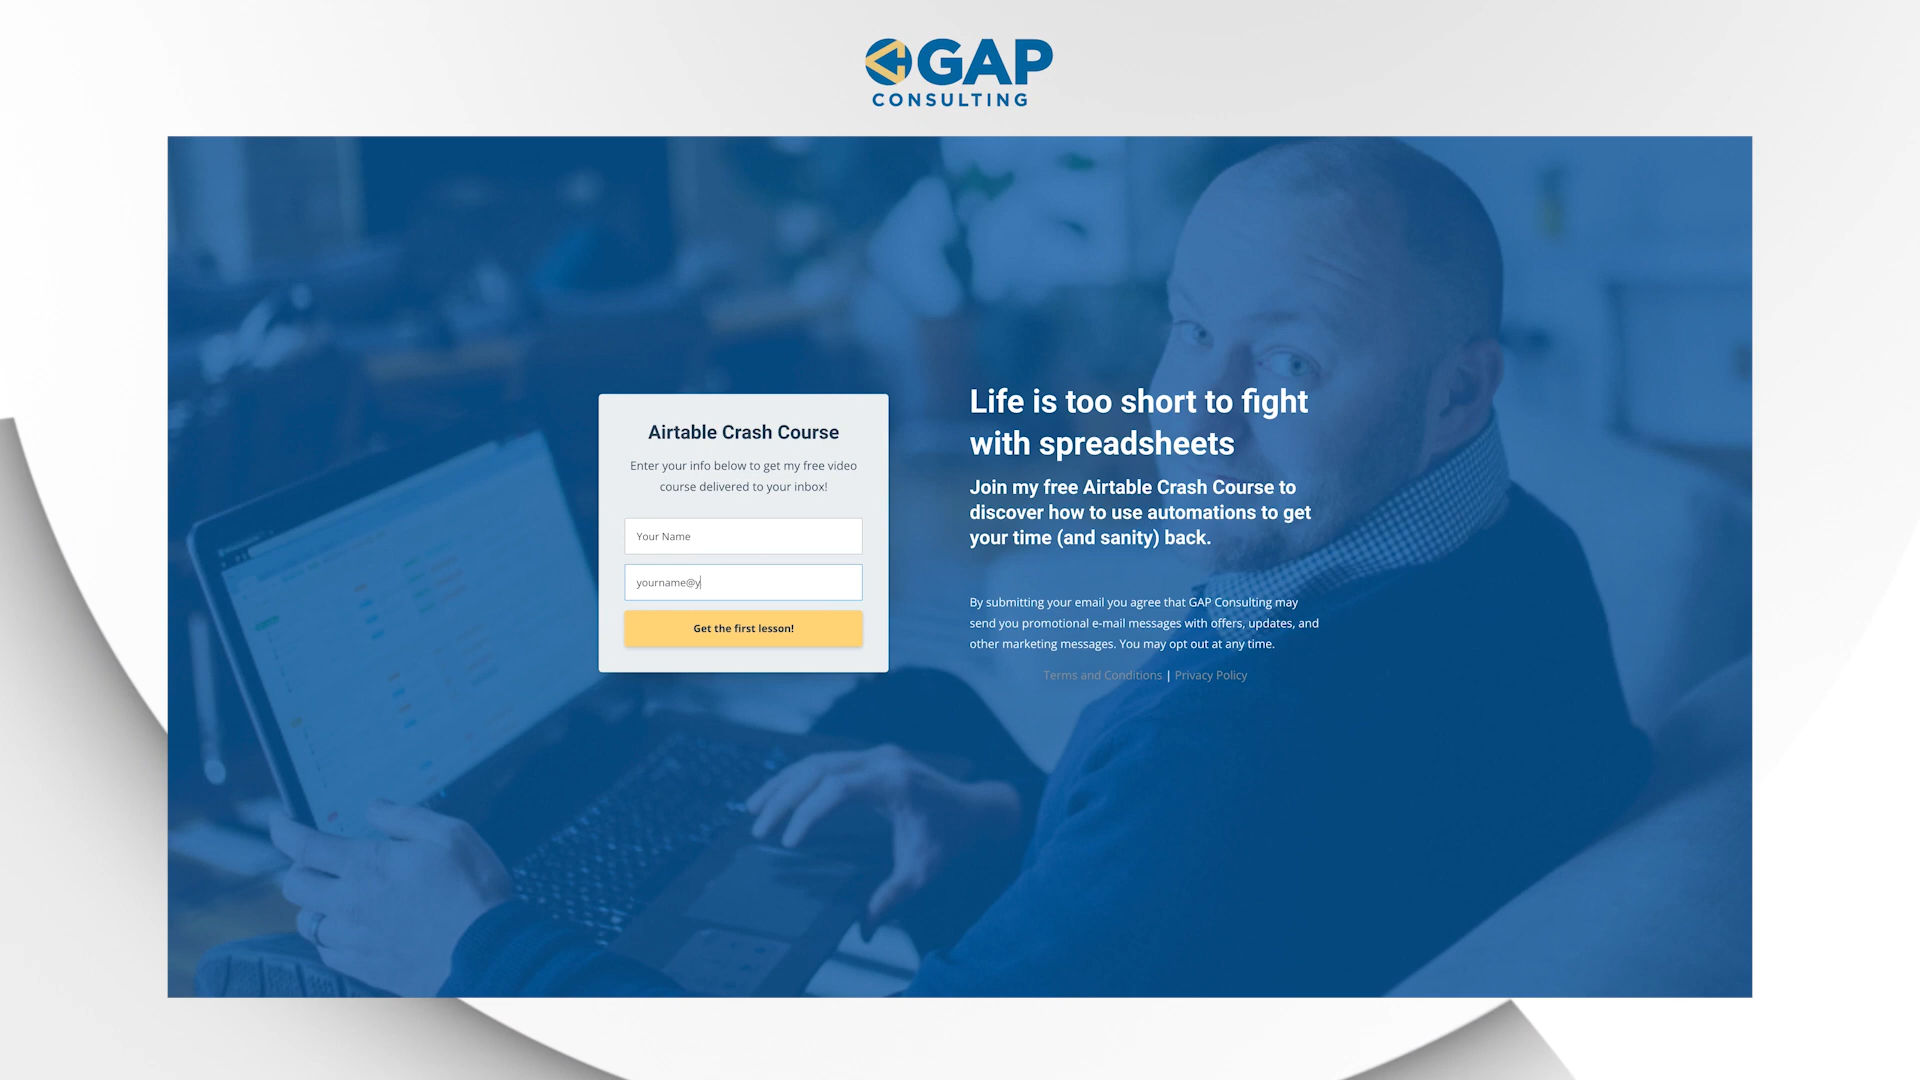 GAP
CONSULTING
Airtable Crash Course
Enter your info below to get my free video
course delivered to your inbox!
Your Name
yourname@y
Get the first lesson!
Life is too short to fight
with spreadsheets
Join my free Airtable Crash Course to
discover how to use automations to get
your time (and sanity) back.
By submitting your email you agree that GAP Consulting may
send you promotional e-mail messages with offers, updates, and
other marketing messages. You may opt out at any time.
Terms and Conditions | Privacy Policy